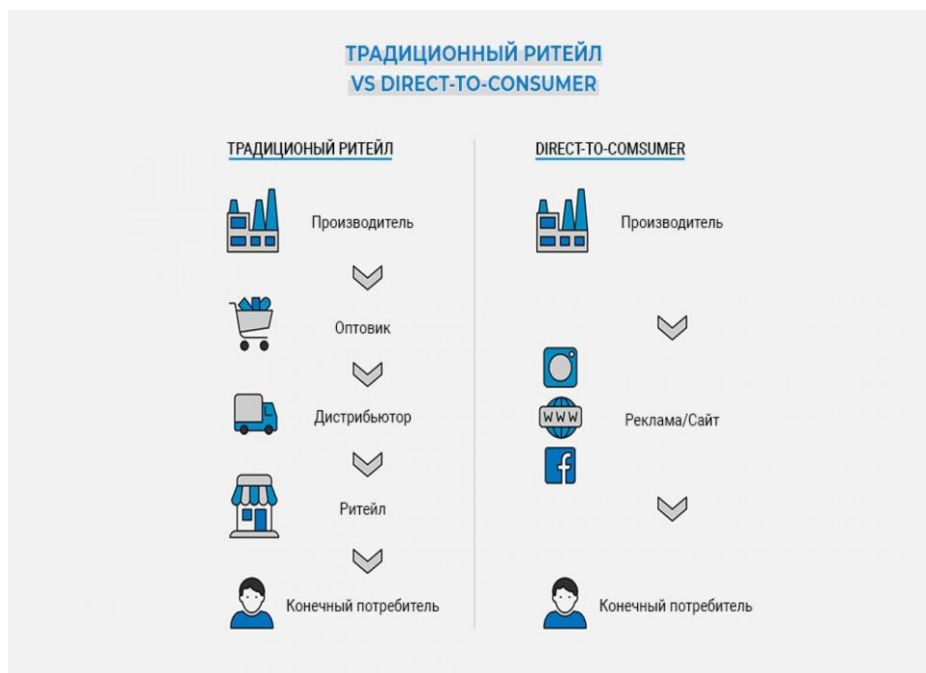 ТРАДИЦИОННЫЙ РИТЕЙЛ
VS DIRECT-TO-CONSUMER
ТРАДИЦИОНЫЙ РИТЕЙЛ
Производитель
Оптовик
Дистрибьютор
Ритейл
Конечный потребитель
DIRECT-TO-COMSUMER
Производитель
WWW
Реклама/Сайт
f
Конечный потребитель